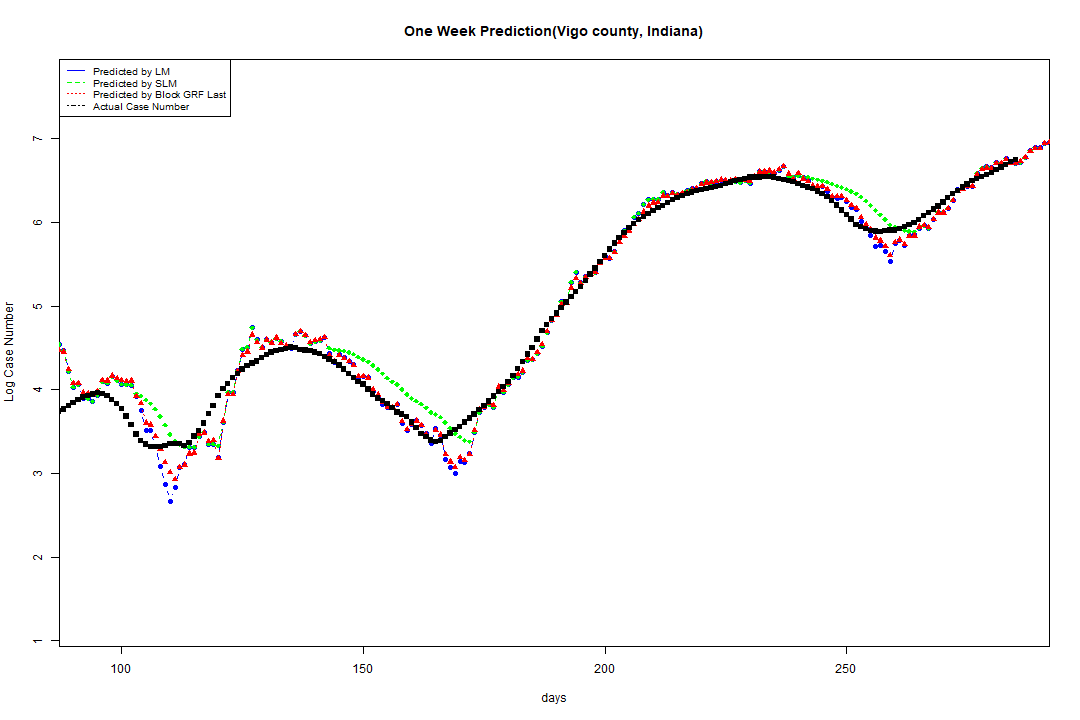 One Week Prediction(Vigo county, Indiana)
Predicted by LM
Predicted by SLM
Predicted by Block GRF Last
Actual Case Number
Log Case Number
7
6
5
4
3
2
1
100 150 200 250
days